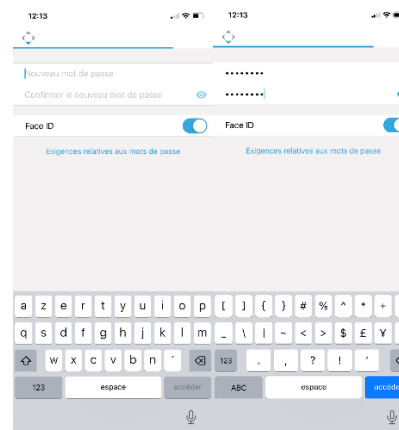 12:13
Nouveau mot de passe
Confirmer le nouveau mot de passe
Face ID
Exigences relatives aux mots de passe
a z e r t y u i o p
q s d f g h j k l m
w x c v b n ´
123 espace accéder
12:13
••••••••
••••••••
Face ID
Exigences relatives aux mots de passe
[ ] { } # % ^ * +
_ \ | ~ < > $ £ ¥
123 . , ? ! ’
ABC espace accéde